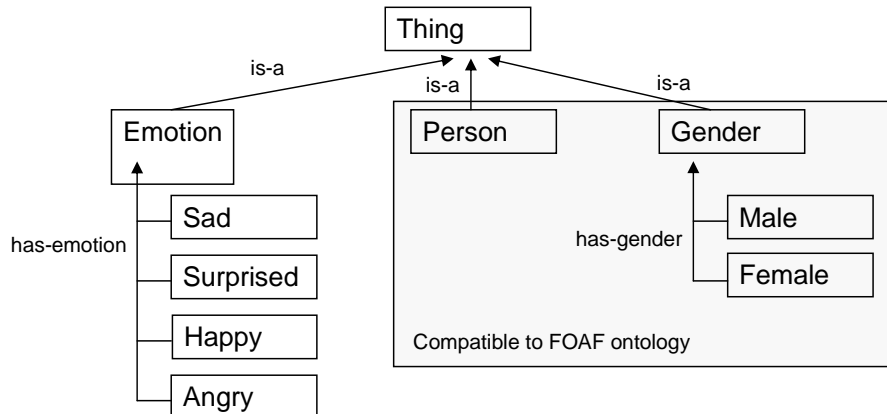 Thing
is-a
is-a
is-a
Emotion
Person
Gender
Sad
Male
has-emotion
has-gender
Surprised
Female
Happy
Compatible to FOAF ontology
Angry